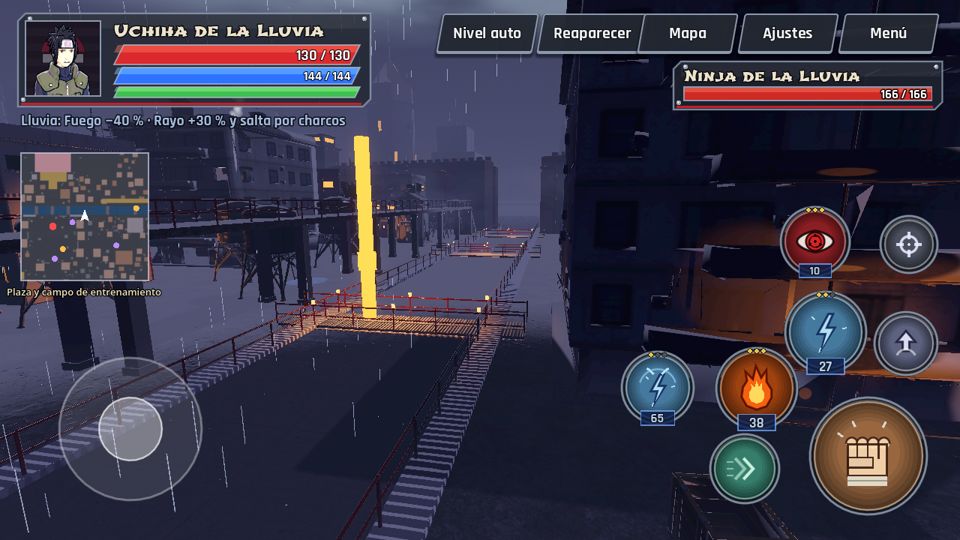 Uchiha de la Lluvia
130 / 130
144 / 144
Lluvia: Fuego −40 % · Rayo +30 % y salta por charcos
Nivel auto
Reaparecer
Mapa
Ajustes
Menú
Ninja de la Lluvia
166 / 166
Plaza y campo de entrenamiento
10
27
65
38